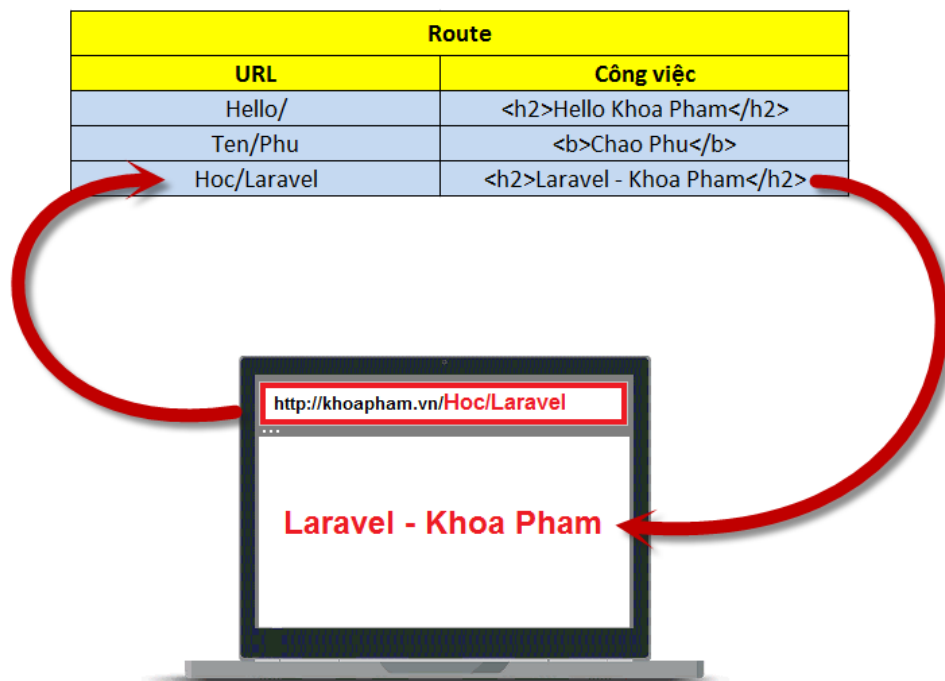 Route
URL Công việc
Hello/ <h2>Hello Khoa Pham</h2>
Ten/Phu <b>Chao Phu</b>
Hoc/Laravel <h2>Laravel - Khoa Pham</h2>
http://khoapham.vn/Hoc/Laravel
Laravel - Khoa Pham